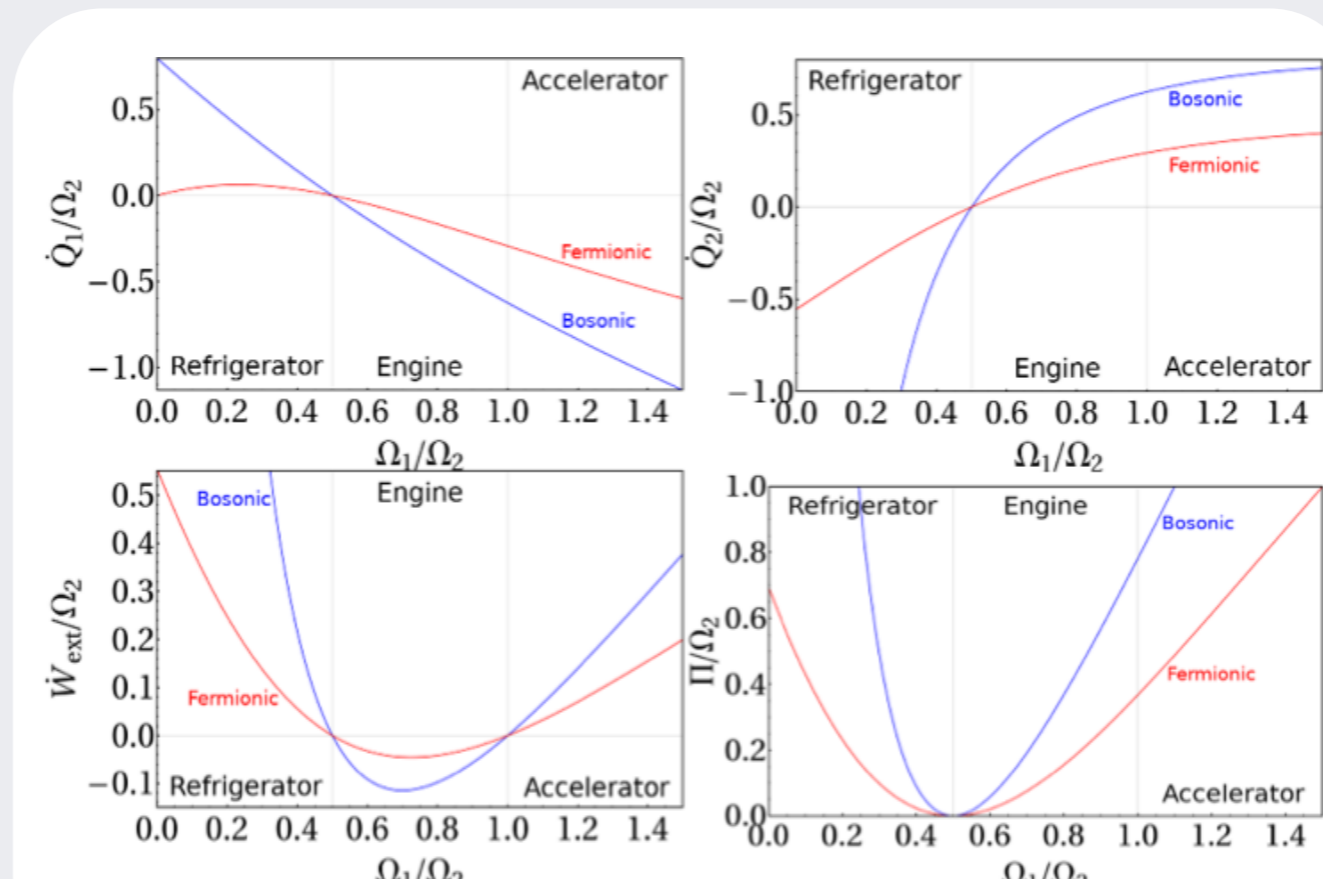 Accelerator
0.5
0.0
−0.5
−1.0
Q̇₁/Ω₂
Fermionic
Bosonic
Refrigerator
Engine
0.0 0.2 0.4 0.6 0.8 1.0 1.2 1.4
Ω₁/Ω₂
Refrigerator
Bosonic
0.5
Fermionic
0.0
−0.5
−1.0
Q̇₂/Ω₂
Engine
Accelerator
0.0 0.2 0.4 0.6 0.8 1.0 1.2 1.4
Ω₁/Ω₂
Engine
Bosonic
0.5
0.4
0.3
0.2
0.1
0.0
−0.1
Ẇext/Ω₂
Fermionic
Refrigerator
Accelerator
0.0 0.2 0.4 0.6 0.8 1.0 1.2 1.4
Ω₁/Ω₂
1.0
0.8
0.6
0.4
0.2
0.0
Π/Ω₂
Refrigerator
Engine
Bosonic
Fermionic
Accelerator
0.0 0.2 0.4 0.6 0.8 1.0 1.2 1.4
Ω₁/Ω₂